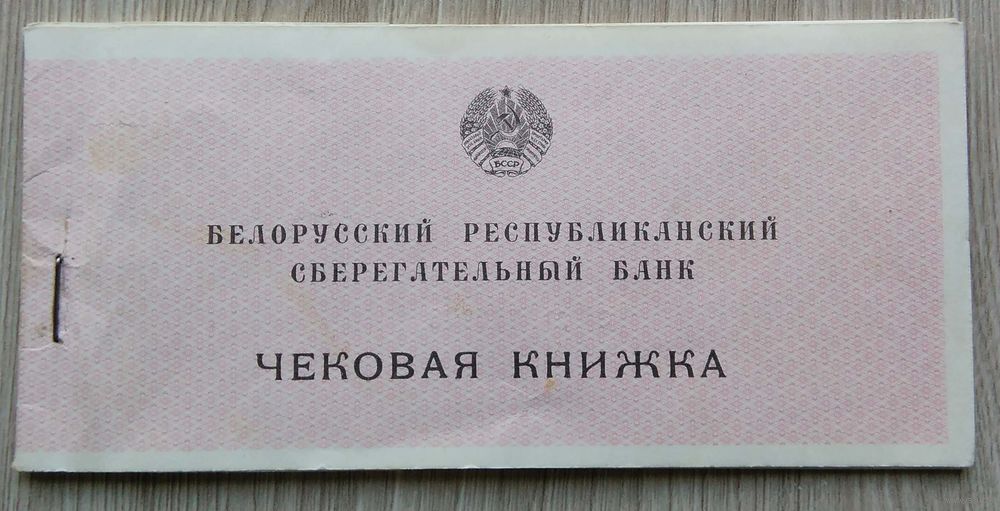 БССР
БЕЛОРУССКИЙ РЕСПУБЛИКАНСКИЙ
СБЕРЕГАТЕЛЬНЫЙ БАНК
ЧЕКОВАЯ КНИЖКА